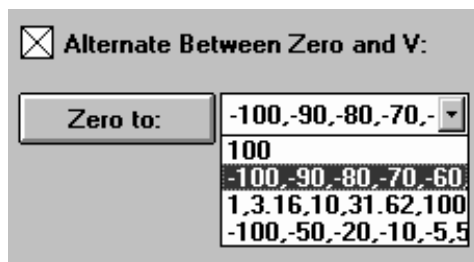 Alternate Between Zero and V:
Zero to: -100,-90,-80,-70,-
100
-100,-90,-80,-70,-60,
1,3.16,10,31.62,100
-100,-50,-20,-10,-5,5